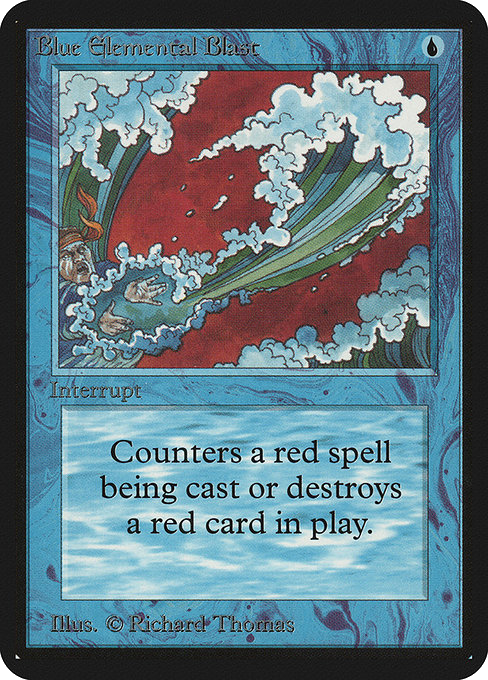 Blue Elemental Blast
Interrupt
Counters a red spell
being cast or destroys
a red card in play.
Illus. © Richard Thomas